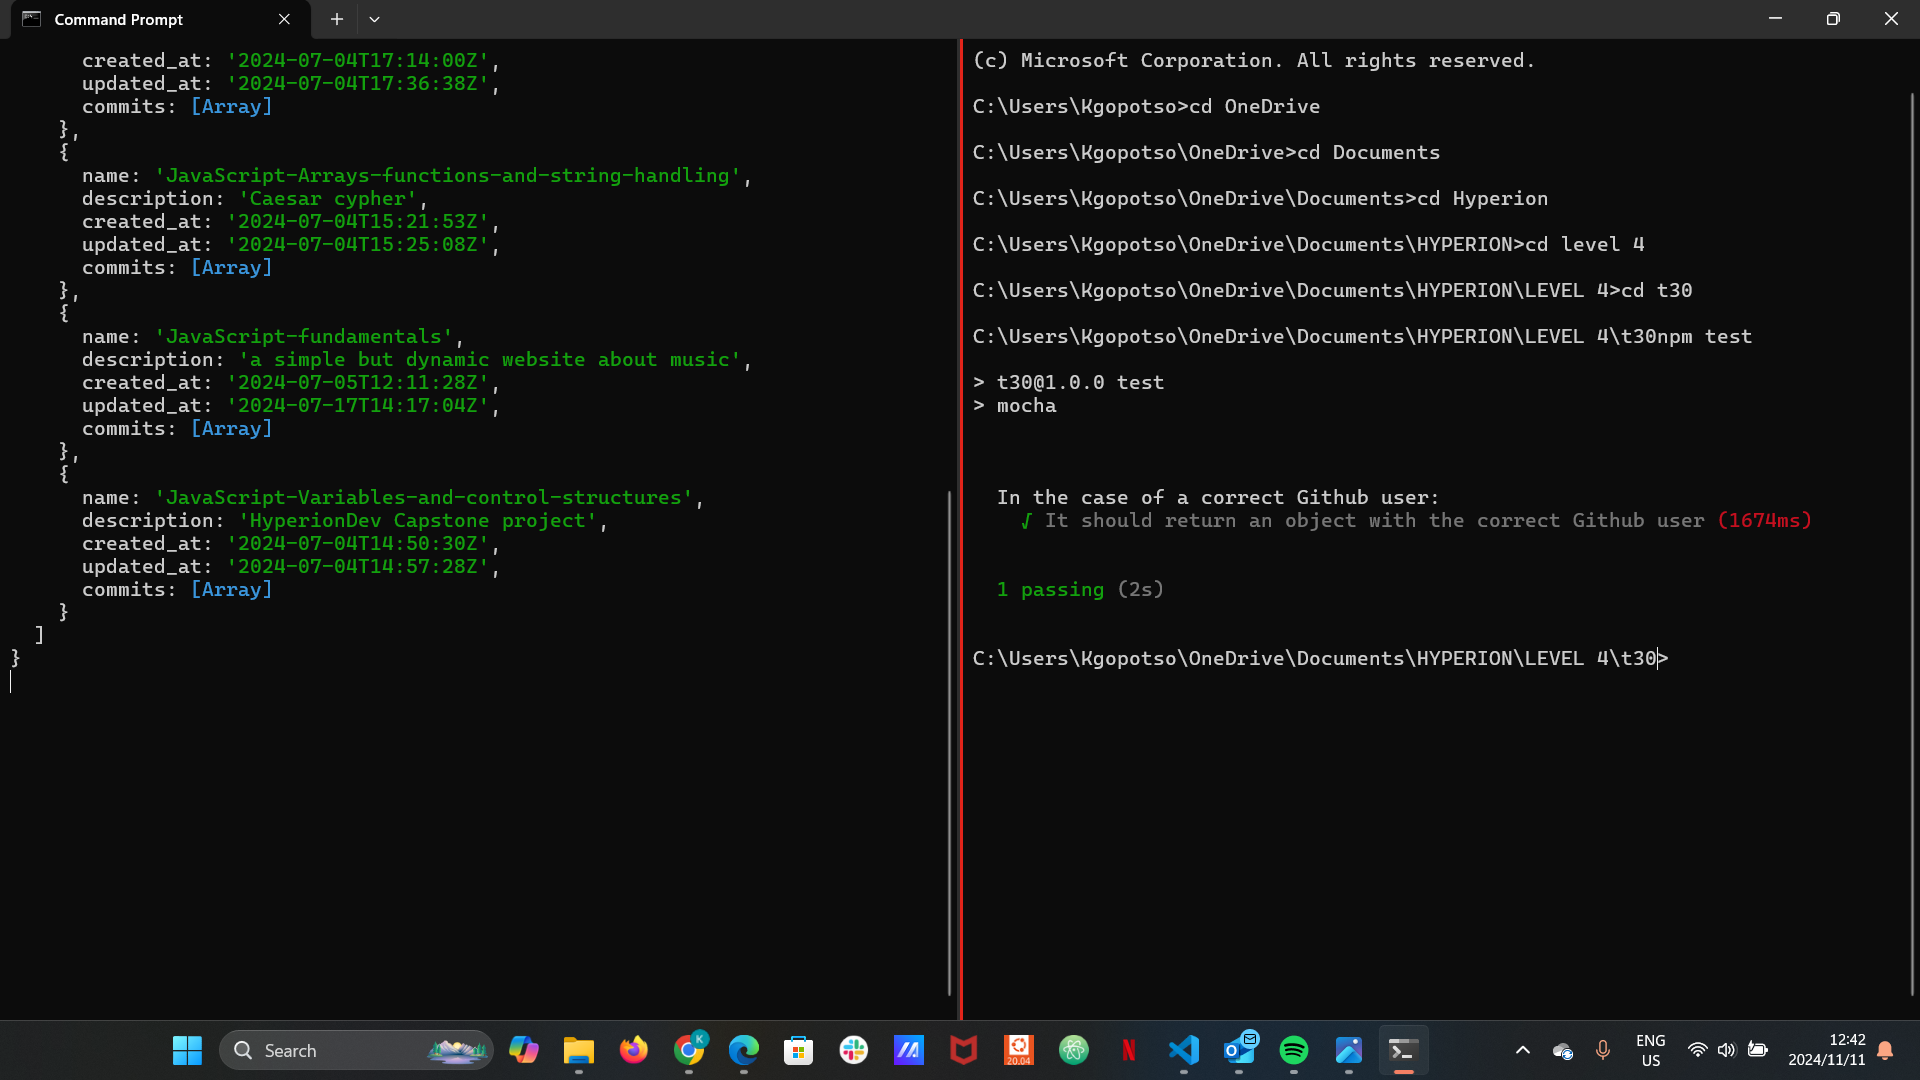 Command Prompt
created_at: '2024-07-04T17:14:00Z',
updated_at: '2024-07-04T17:36:38Z',
commits: [Array]
},
{
name: 'JavaScript-Arrays-functions-and-string-handling',
description: 'Caesar cypher',
created_at: '2024-07-04T15:21:53Z',
updated_at: '2024-07-04T15:25:08Z',
commits: [Array]
},
{
name: 'JavaScript-fundamentals',
description: 'a simple but dynamic website about music',
created_at: '2024-07-05T12:11:28Z',
updated_at: '2024-07-17T14:17:04Z',
commits: [Array]
},
{
name: 'JavaScript-Variables-and-control-structures',
description: 'HyperionDev Capstone project',
created_at: '2024-07-04T14:50:30Z',
updated_at: '2024-07-04T14:57:28Z',
commits: [Array]
}
]
}
(c) Microsoft Corporation. All rights reserved.
C:\Users\Kgopotso>cd OneDrive
C:\Users\Kgopotso\OneDrive>cd Documents
C:\Users\Kgopotso\OneDrive\Documents>cd Hyperion
C:\Users\Kgopotso\OneDrive\Documents\HYPERION>cd level 4
C:\Users\Kgopotso\OneDrive\Documents\HYPERION\LEVEL 4>cd t30
C:\Users\Kgopotso\OneDrive\Documents\HYPERION\LEVEL 4\t30npm test
> t30@1.0.0 test
> mocha
In the case of a correct Github user:
√ It should return an object with the correct Github user (1674ms)
1 passing (2s)
C:\Users\Kgopotso\OneDrive\Documents\HYPERION\LEVEL 4\t30>
Search
K
20.04
N
ENG
US
12:42
2024/11/11